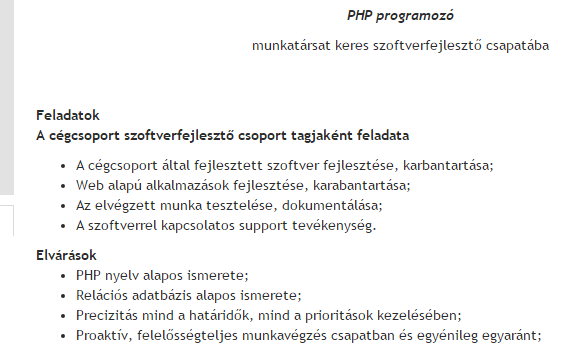 PHP programozó
munkatársat keres szoftverfejlesztő csapatába
Feladatok
A cégcsoport szoftverfejlesztő csoport tagjaként feladata
• A cégcsoport által fejlesztett szoftver fejlesztése, karbantartása;
• Web alapú alkalmazások fejlesztése, karabantartása;
• Az elvégzett munka tesztelése, dokumentálása;
• A szoftverrel kapcsolatos support tevékenység.
Elvárások
• PHP nyelv alapos ismerete;
• Relációs adatbázis alapos ismerete;
• Precizitás mind a határidők, mind a prioritások kezelésében;
• Proaktív, felelősségteljes munkavégzés csapatban és egyénileg egyaránt;